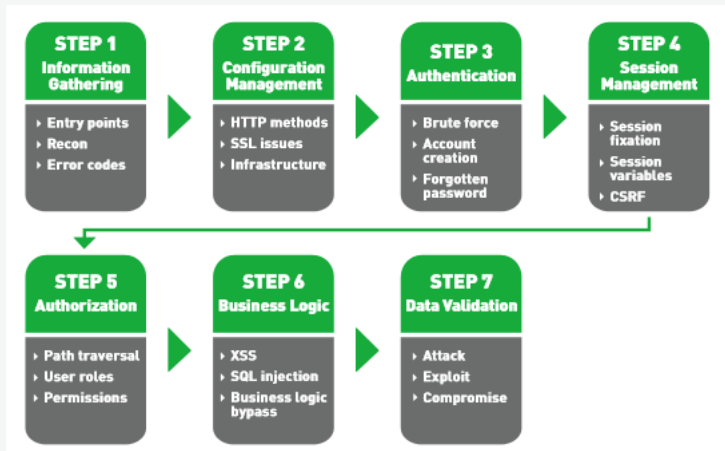 STEP 1
Information
Gathering
Entry points
Recon
Error codes
STEP 2
Configuration
Management
HTTP methods
SSL issues
Infrastructure
STEP 3
Authentication
Brute force
Account
creation
Forgotten
password
STEP 4
Session
Management
Session
fixation
Session
variables
CSRF
STEP 5
Authorization
Path traversal
User roles
Permissions
STEP 6
Business Logic
XSS
SQL injection
Business logic
bypass
STEP 7
Data Validation
Attack
Exploit
Compromise